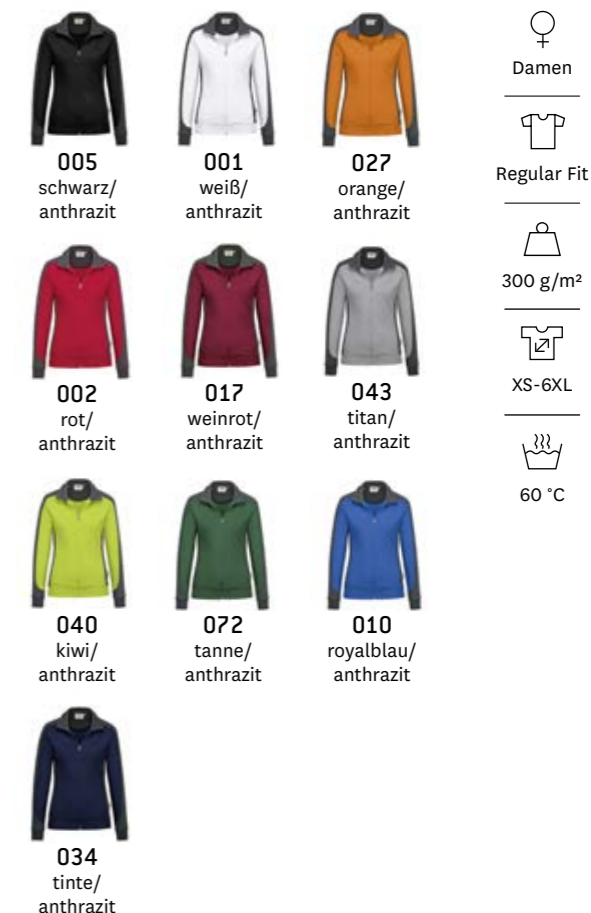 005
schwarz/
anthrazit
001
weiß/
anthrazit
027
orange/
anthrazit
002
rot/
anthrazit
017
weinrot/
anthrazit
043
titan/
anthrazit
040
kiwi/
anthrazit
072
tanne/
anthrazit
010
royalblau/
anthrazit
034
tinte/
anthrazit
Damen
Regular Fit
300 g/m²
XS-6XL
60 °C